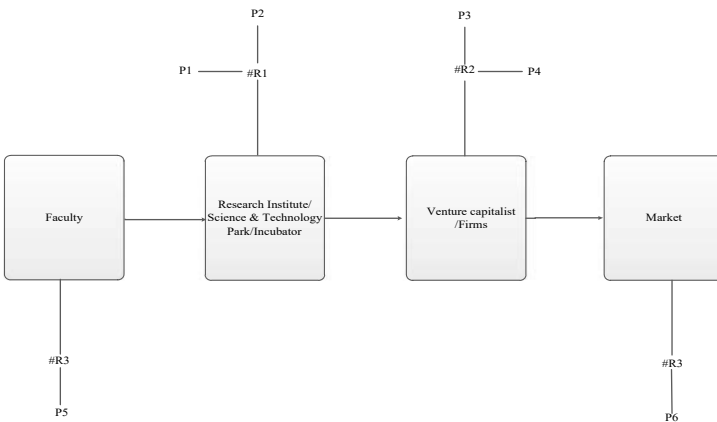 P2
P3
P1
#R1
#R2
P4
Faculty
Research Institute/
Science & Technology
Park/Incubator
Venture capitalist
/Firms
Market
#R3
#R3
P5
P6